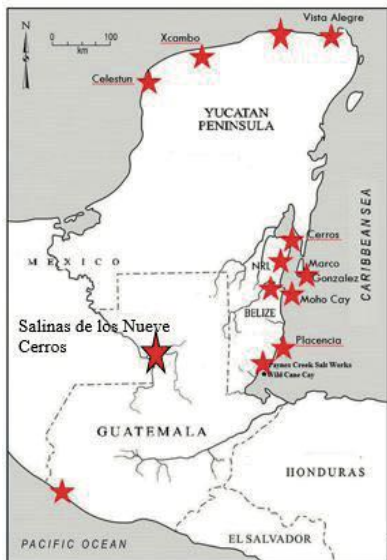 N
0
100
km
Vista Alegre
Xcambo
Celestun
YUCATAN
PENINSULA
CARIBBEAN SEA
Cerros
MEXICO
NRL
Marco
Gonzalez
Moho Cay
BELIZE
Salinas de los Nueve
Cerros
Placencia
Paynes Creek Salt Works
Wild Cane Cay
GUATEMALA
HONDURAS
EL SALVADOR
PACIFIC OCEAN